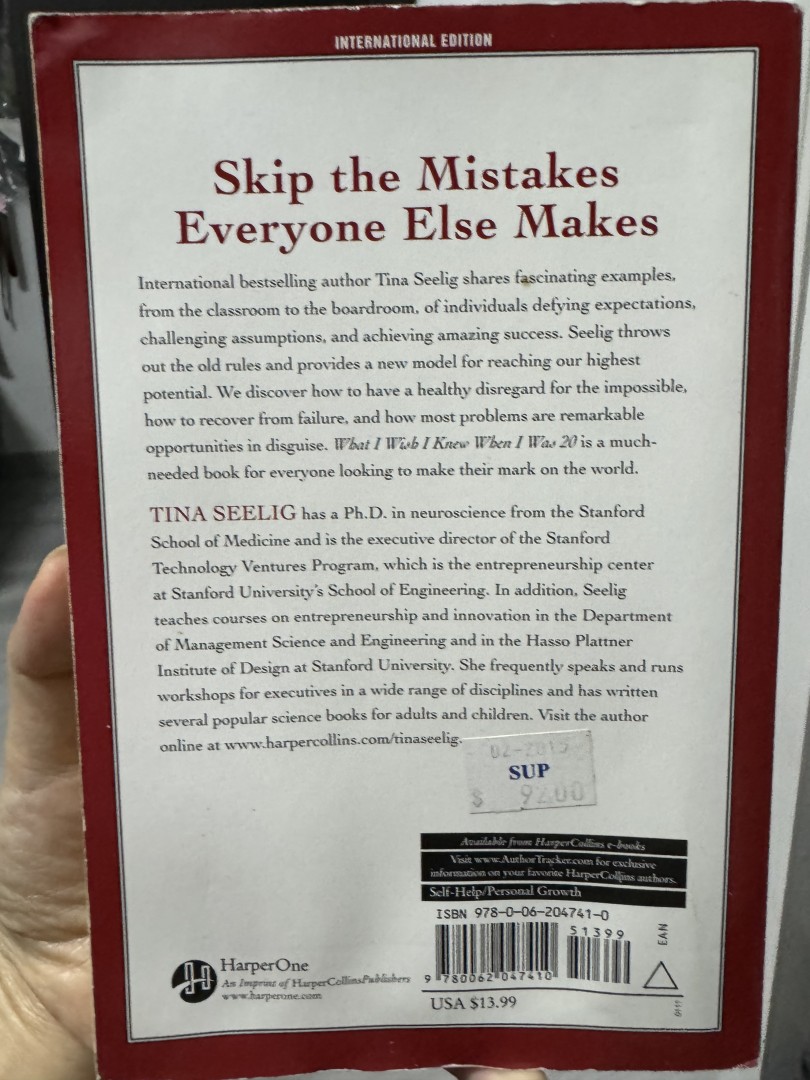 INTERNATIONAL EDITION
Skip the Mistakes
Everyone Else Makes
International bestselling author Tina Seelig shares fascinating examples,
from the classroom to the boardroom, of individuals defying expectations,
challenging assumptions, and achieving amazing success. Seelig throws
out the old rules and provides a new model for reaching our highest
potential. We discover how to have a healthy disregard for the impossible,
how to recover from failure, and how most problems are remarkable
opportunities in disguise. What I Wish I Knew When I Was 20 is a much-
needed book for everyone looking to make their mark on the world.
TINA SEELIG has a Ph.D. in neuroscience from the Stanford
School of Medicine and is the executive director of the Stanford
Technology Ventures Program, which is the entrepreneurship center
at Stanford University's School of Engineering. In addition, Seelig
teaches courses on entrepreneurship and innovation in the Department
of Management Science and Engineering and in the Hasso Plattner
Institute of Design at Stanford University. She frequently speaks and runs
workshops for executives in a wide range of disciplines and has written
several popular science books for adults and children. Visit the author
online at www.harpercollins.com/tinaseelig.
02-2015
SUP
$ 92.00
Available from HarperCollins e-books
Visit www.AuthorTracker.com for exclusive
information on your favorite HarperCollins authors.
Self-Help/Personal Growth
ISBN 978-0-06-204741-0
51399
EAN
9 780062 047410
USA $13.99
HarperOne
An Imprint of HarperCollinsPublishers
www.harperone.com